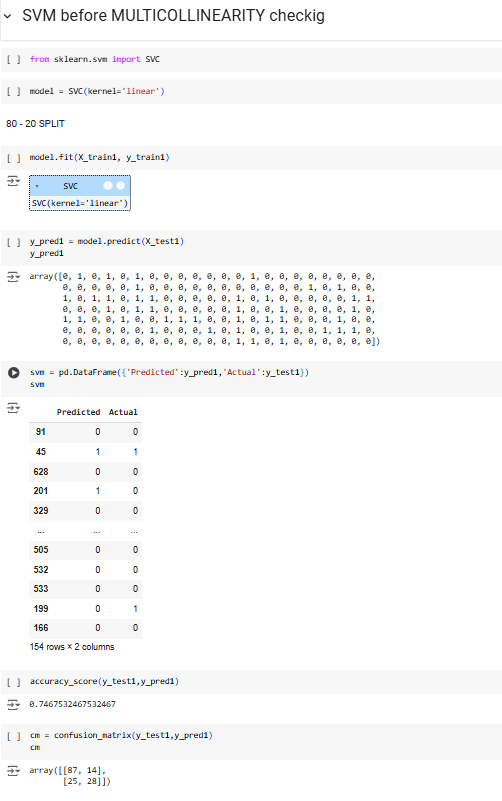 SVM before MULTICOLLINEARITY checkig
[ ] from sklearn.svm import SVC
[ ] model = SVC(kernel='linear')
80 - 20 SPLIT
[ ] model.fit(X_train1, y_train1)
SVC
SVC(kernel='linear')
[ ] y_pred1 = model.predict(X_test1)
y_pred1
array([0, 1, 0, 1, 0, 1, 0, 0, 0, 0, 0, 0, 0, 1, 0, 0, 0, 0, 0, 0, 0, 0,
0, 0, 0, 0, 0, 1, 0, 0, 0, 0, 0, 0, 0, 0, 0, 0, 0, 1, 0, 1, 0, 0,
1, 0, 1, 1, 0, 1, 1, 0, 0, 0, 0, 0, 1, 0, 1, 0, 0, 0, 0, 0, 1, 1,
0, 0, 0, 1, 0, 1, 1, 0, 0, 0, 0, 0, 1, 0, 0, 1, 0, 0, 0, 0, 1, 0,
1, 1, 0, 0, 1, 0, 0, 1, 1, 1, 0, 0, 1, 0, 1, 1, 0, 0, 0, 1, 0, 0,
0, 0, 0, 0, 0, 0, 1, 0, 0, 0, 1, 0, 1, 0, 0, 1, 0, 0, 1, 1, 1, 0,
0, 0, 0, 0, 0, 0, 0, 0, 0, 0, 0, 0, 1, 1, 0, 1, 0, 0, 0, 0, 0, 0])
svm = pd.DataFrame({'Predicted':y_pred1,'Actual':y_test1})
svm
Predicted Actual
91 0 0
45 1 1
628 0 0
201 1 0
329 0 0
... ... ...
505 0 0
532 0 0
533 0 0
199 0 1
166 0 0
154 rows × 2 columns
[ ] accuracy_score(y_test1,y_pred1)
0.7467532467532467
[ ] cm = confusion_matrix(y_test1,y_pred1)
cm
array([[87, 14],
[25, 28]])